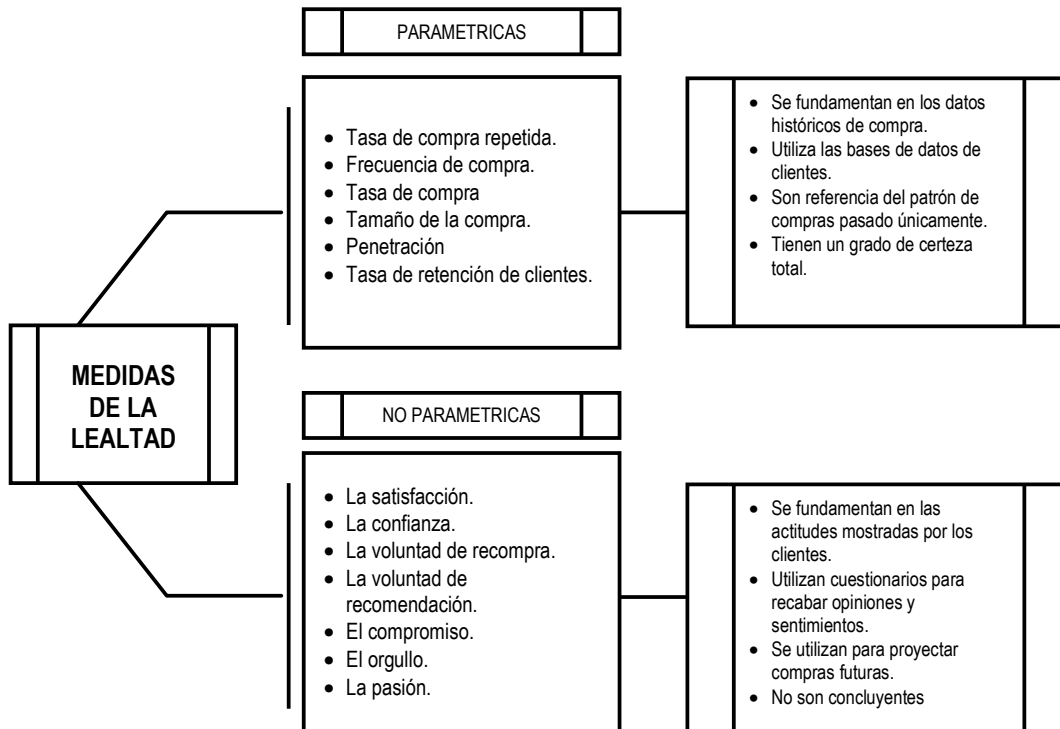 PARAMETRICAS
• Tasa de compra repetida.
• Frecuencia de compra.
• Tasa de compra
• Tamaño de la compra.
• Penetración
• Tasa de retención de clientes.
• Se fundamentan en los datos
históricos de compra.
• Utiliza las bases de datos de
clientes.
• Son referencia del patrón de
compras pasado únicamente.
• Tienen un grado de certeza
total.
MEDIDAS
DE LA
LEALTAD
NO PARAMETRICAS
• La satisfacción.
• La confianza.
• La voluntad de recompra.
• La voluntad de
recomendación.
• El compromiso.
• El orgullo.
• La pasión.
• Se fundamentan en las
actitudes mostradas por los
clientes.
• Utilizan cuestionarios para
recabar opiniones y
sentimientos.
• Se utilizan para proyectar
compras futuras.
• No son concluyentes